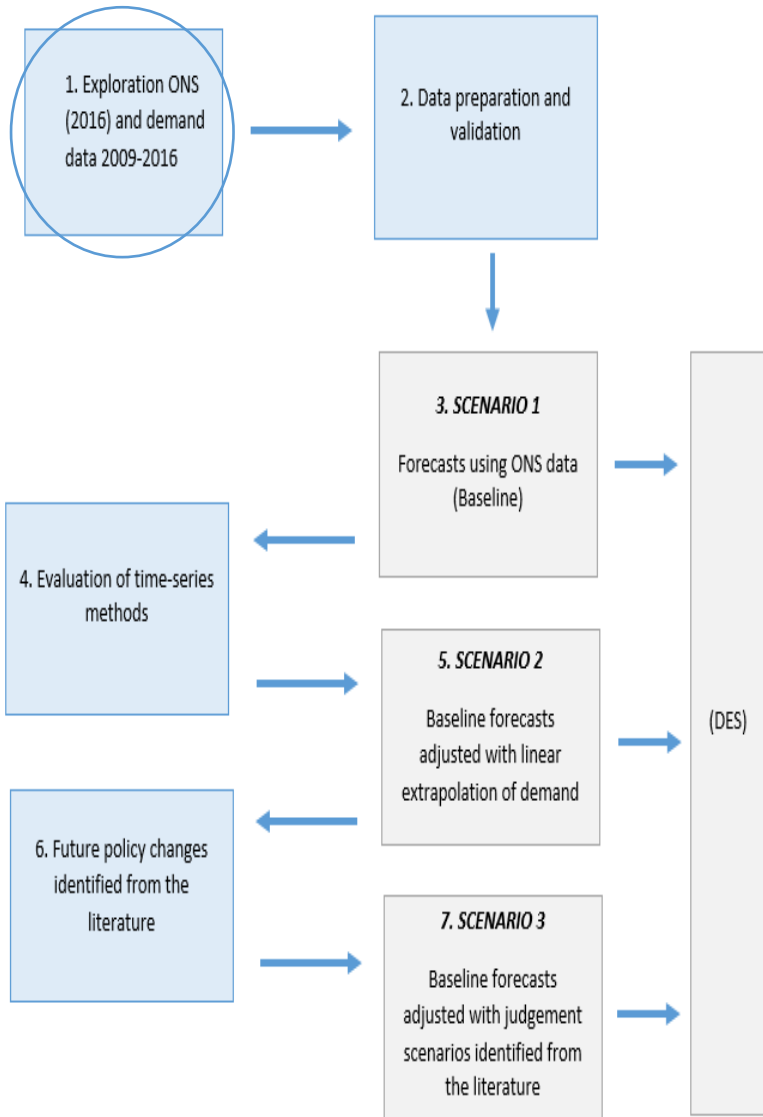 1. Exploration ONS
(2016) and demand
data 2009-2016
2. Data preparation and
validation
3. SCENARIO 1
Forecasts using ONS data
(Baseline)
4. Evaluation of time-series
methods
5. SCENARIO 2
Baseline forecasts
adjusted with linear
extrapolation of demand
(DES)
6. Future policy changes
identified from the
literature
7. SCENARIO 3
Baseline forecasts
adjusted with judgement
scenarios identified from
the literature